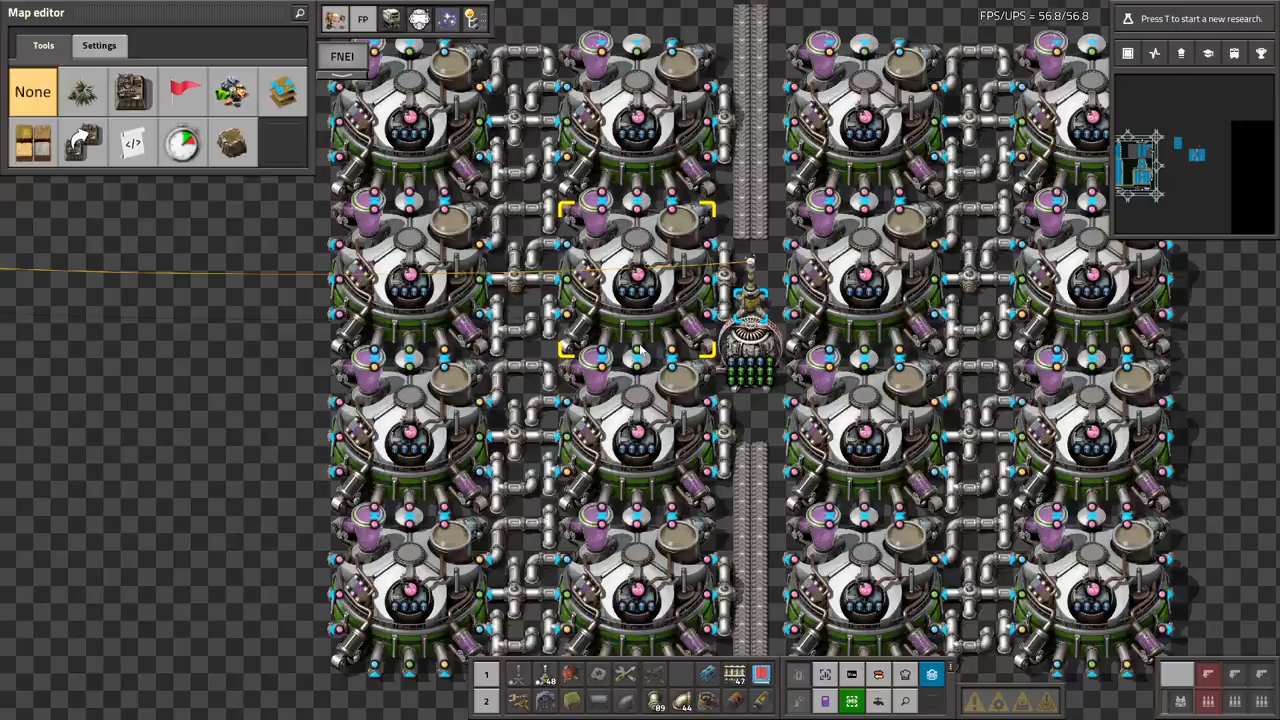 Map editor
FP
FPS/UPS = 56.8/56.8
Press T to start a new research.
Tools
Settings
FNEI
None
</>
1
48
47
2
89
44